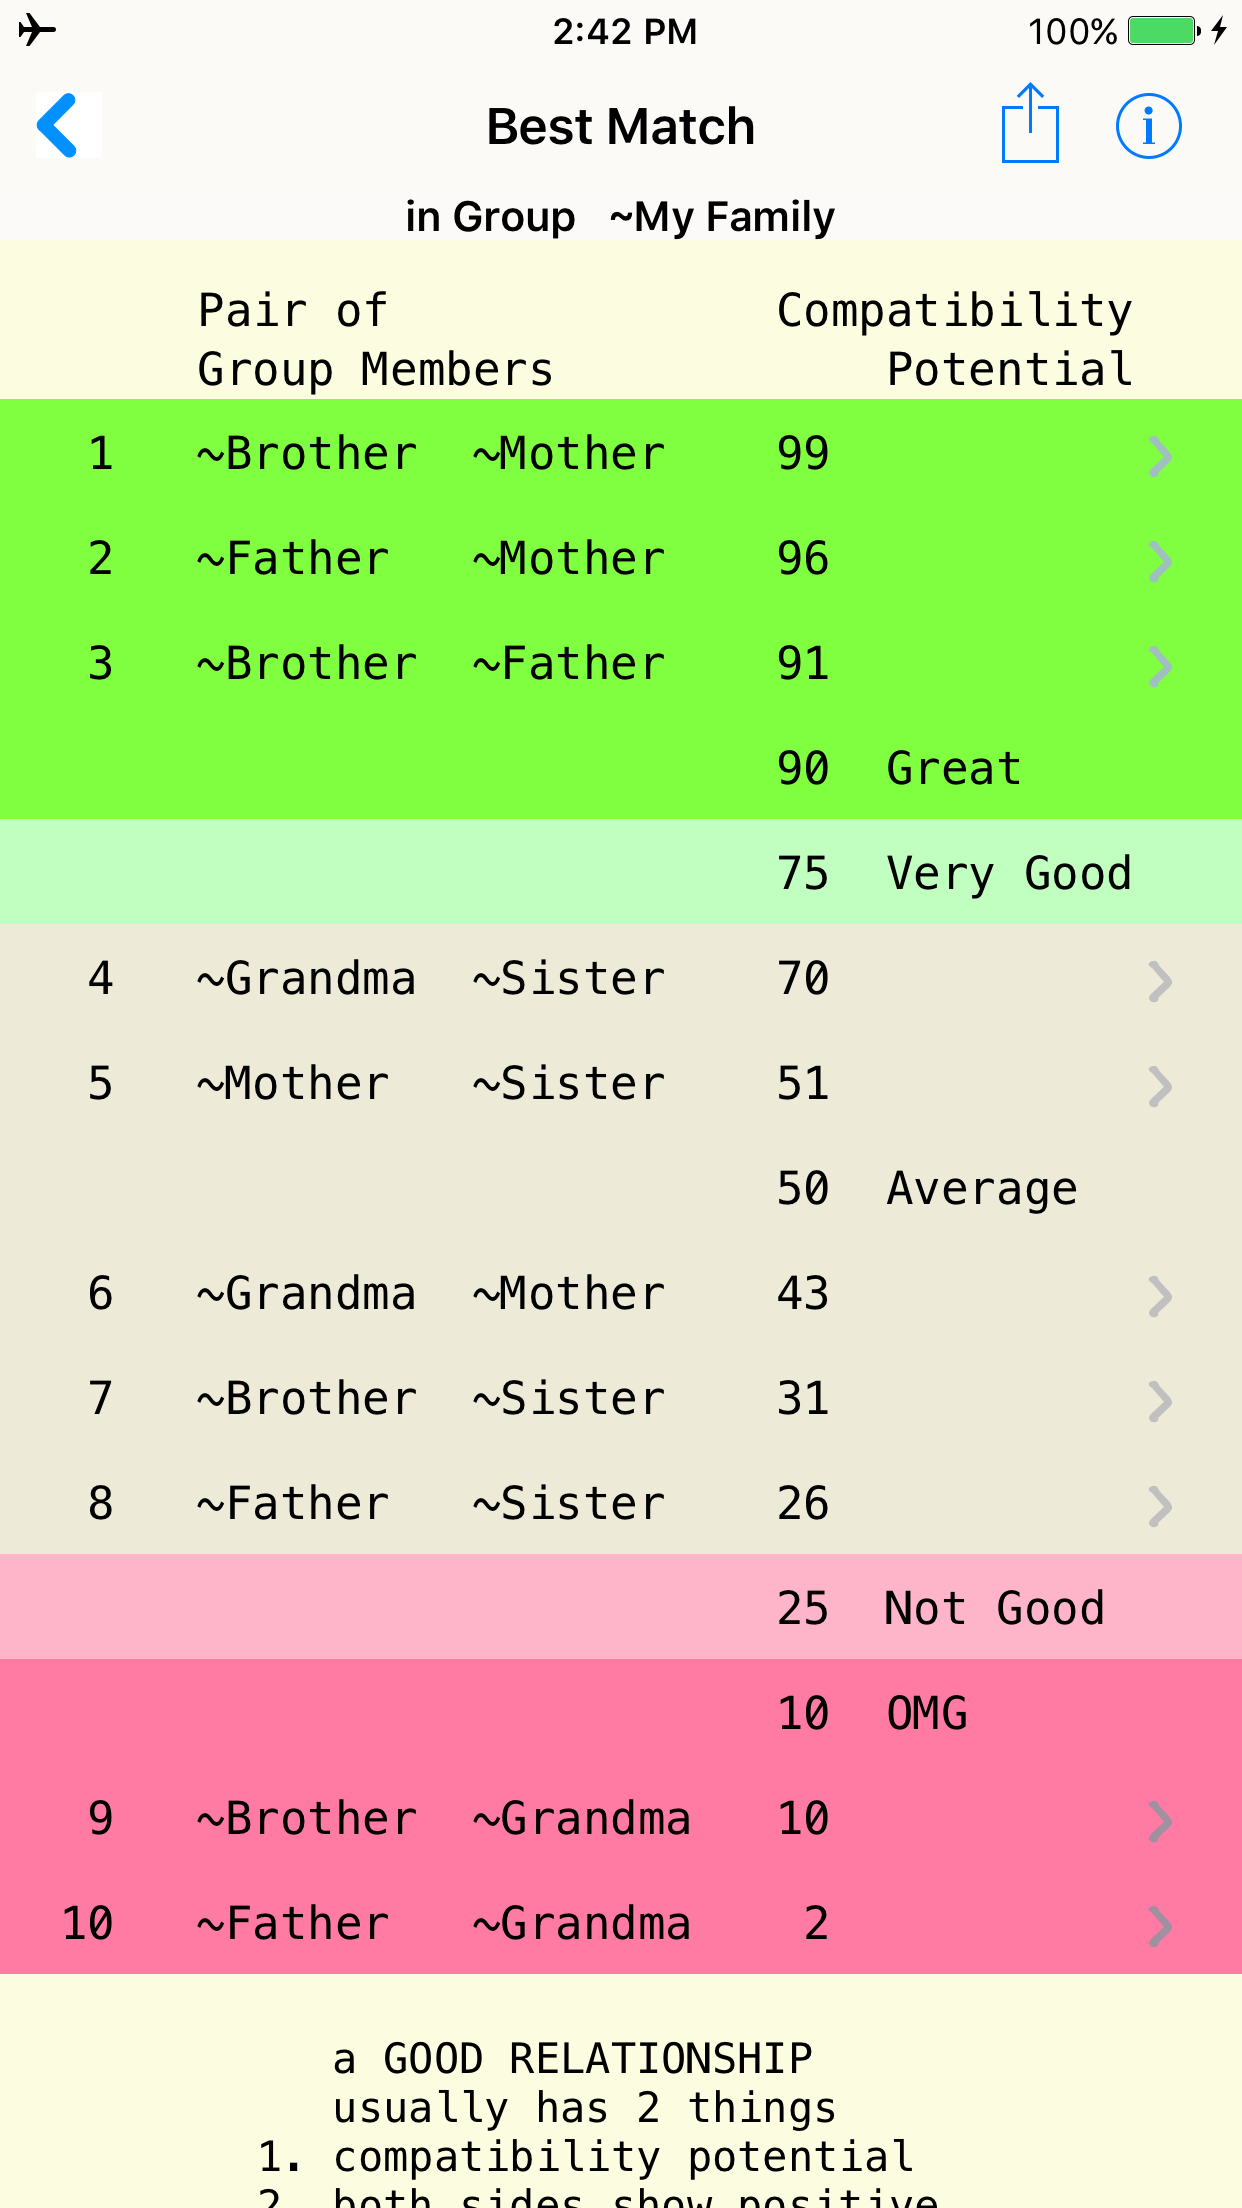 2:42 PM 100%
Best Match
in Group ~My Family
Pair of Compatibility
Group Members Potential
1 ~Brother ~Mother 99
2 ~Father ~Mother 96
3 ~Brother ~Father 91
90 Great
75 Very Good
4 ~Grandma ~Sister 70
5 ~Mother ~Sister 51
50 Average
6 ~Grandma ~Mother 43
7 ~Brother ~Sister 31
8 ~Father ~Sister 26
25 Not Good
10 OMG
9 ~Brother ~Grandma 10
10 ~Father ~Grandma 2
a GOOD RELATIONSHIP
usually has 2 things
1. compatibility potential
2. both sides show positive